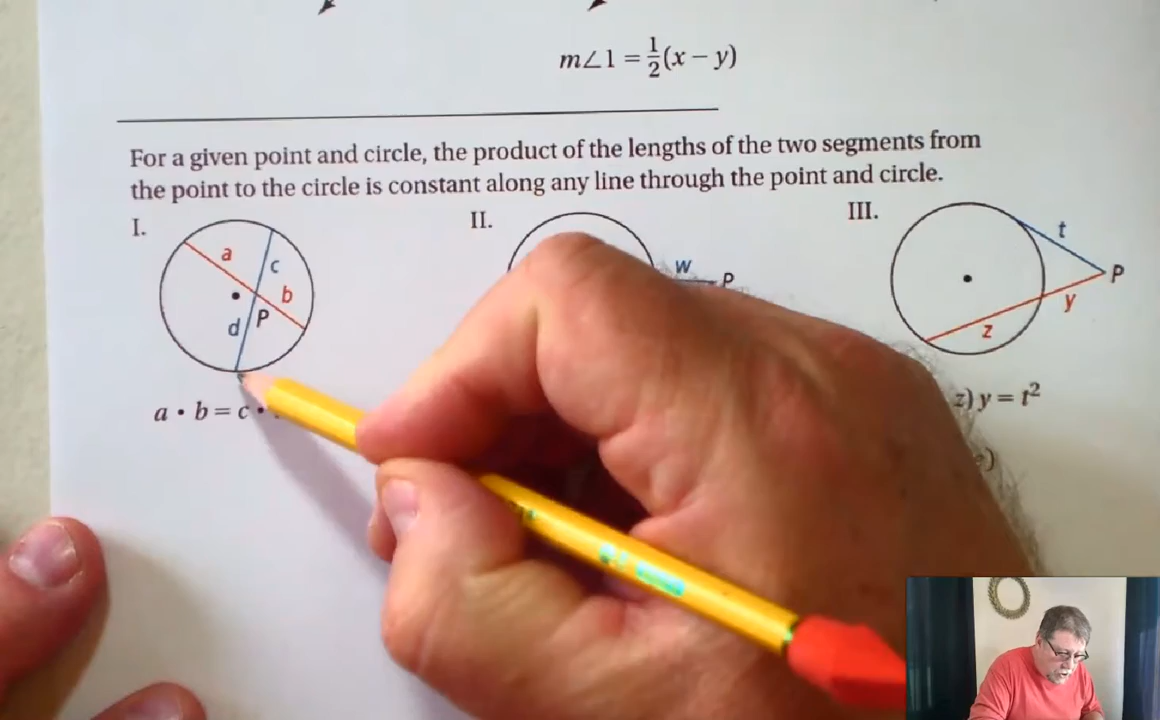 m∠1 = 1/2(x − y)
For a given point and circle, the product of the lengths of the two segments from
the point to the circle is constant along any line through the point and circle.
I.
a
c
b
d
P
a • b = c •
II.
w
P
III.
t
P
y
z
z) y = t²